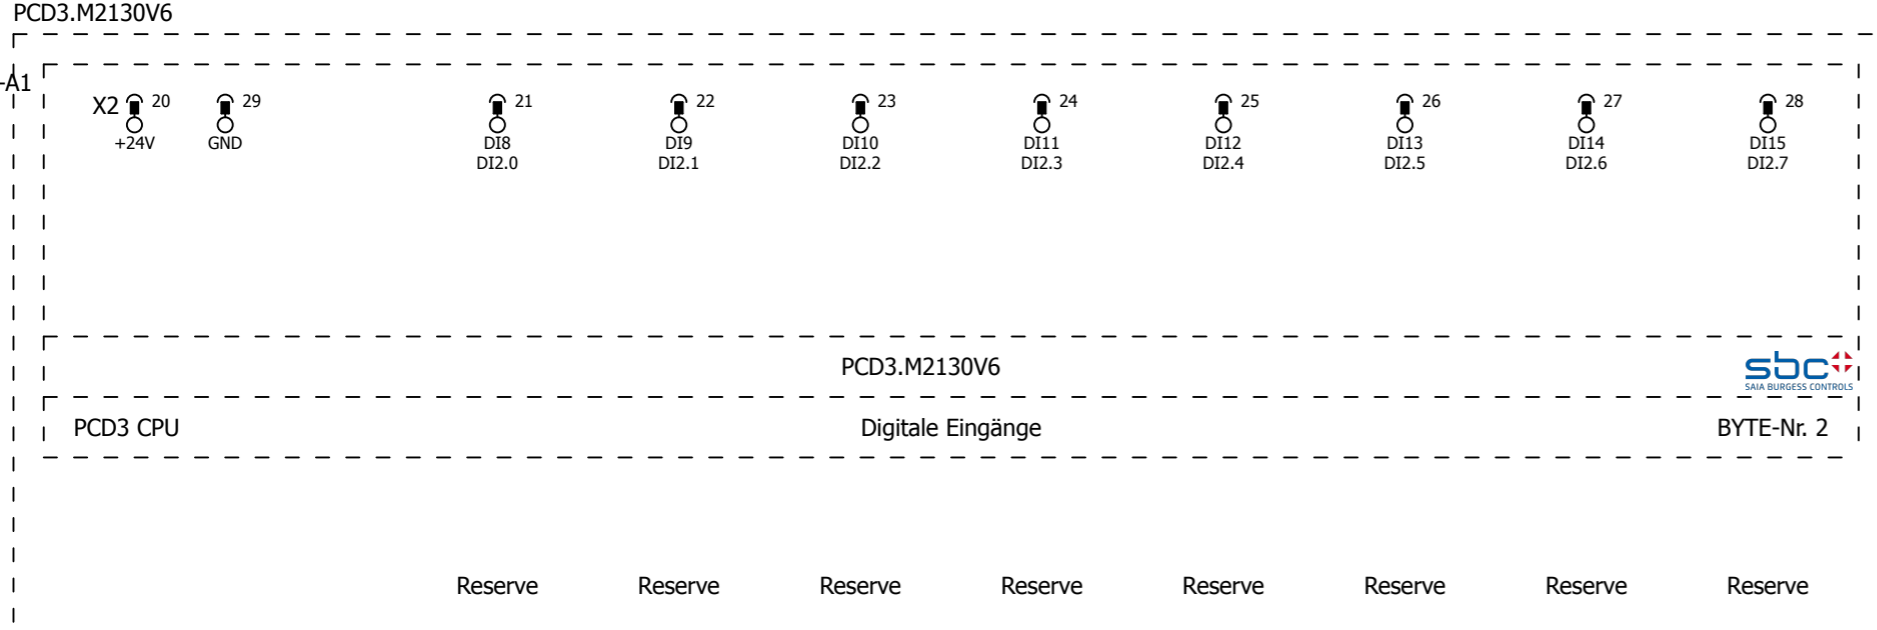 PCD3.M2130V6
-A1
X2 20 29 21 22 23 24 25 26 27 28
+24V GND DI8 DI9 DI10 DI11 DI12 DI13 DI14 DI15
DI2.0 DI2.1 DI2.2 DI2.3 DI2.4 DI2.5 DI2.6 DI2.7
PCD3.M2130V6
sbc
SAIA BURGESS CONTROLS
PCD3 CPU Digitale Eingänge BYTE-Nr. 2
Reserve Reserve Reserve Reserve Reserve Reserve Reserve Reserve